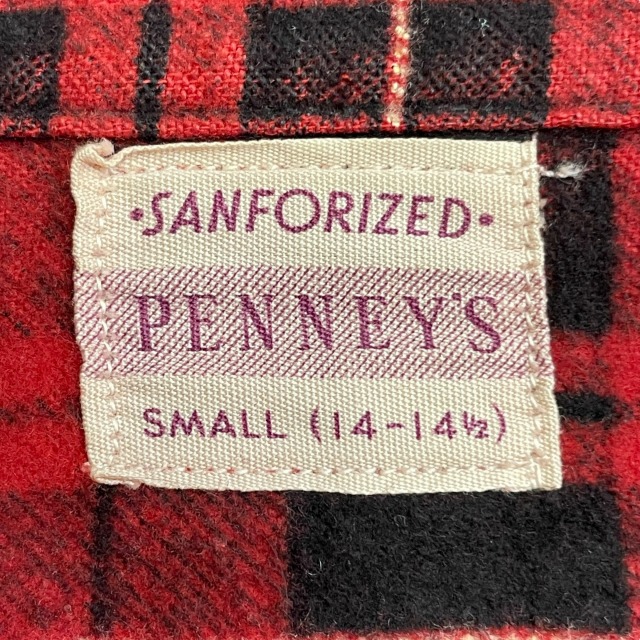 ·SANFORIZED·
PENNEY'S
SMALL (14-14½)